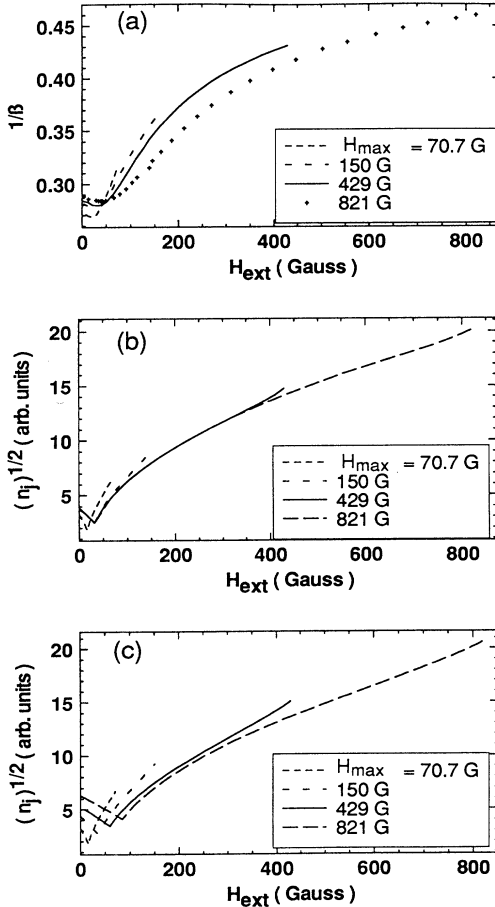 (a)
1/ß
0.45
0.40
0.35
0.30
0 200 400 600 800
H_ext ( Gauss )
H_max = 70.7 G
150 G
429 G
821 G
(b)
(n_j)^1/2 ( arb. units )
20
15
10
5
0 200 400 600 800
H_ext ( Gauss )
H_max = 70.7 G
150 G
429 G
821 G
(c)
(n_j)^1/2 ( arb. units )
20
15
10
5
0 200 400 600 800
H_ext ( Gauss )
H_max = 70.7 G
150 G
429 G
821 G